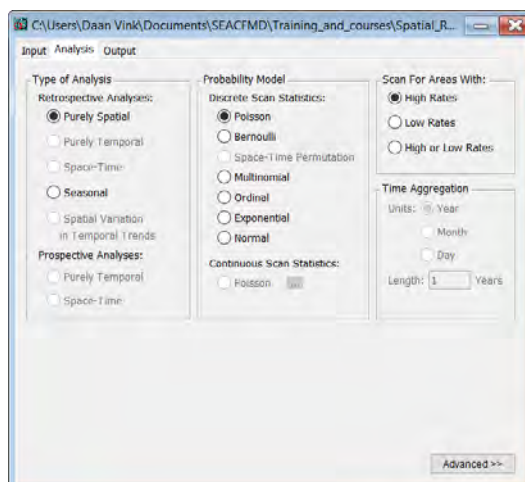 C:\Users\Daan Vink\Documents\SEACFMD\Training_and_courses\Spatial_R...
Input Analysis Output
Type of Analysis
Retrospective Analyses:
Purely Spatial
Purely Temporal
Space-Time
Seasonal
Spatial Variation
in Temporal Trends
Prospective Analyses:
Purely Temporal
Space-Time
Probability Model
Discrete Scan Statistics:
Poisson
Bernoulli
Space-Time Permutation
Multinomial
Ordinal
Exponential
Normal
Continuous Scan Statistics:
Poisson ...
Scan For Areas With:
High Rates
Low Rates
High or Low Rates
Time Aggregation
Units: Year
Month
Day
Length: 1 Years
Advanced >>